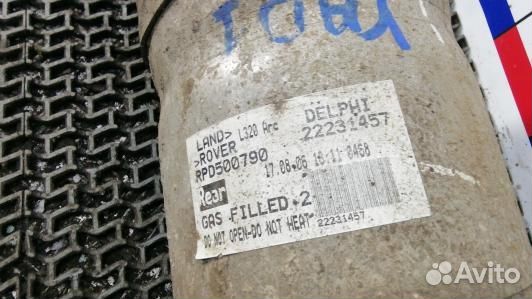 LAND> L320 Arc DELPHI
>ROVER 22231457
RPD500790 17.08.06 16:11 0468
Rear
GAS FILLED.2
DO NOT OPEN-DO NOT HEAT 22231457
Avito